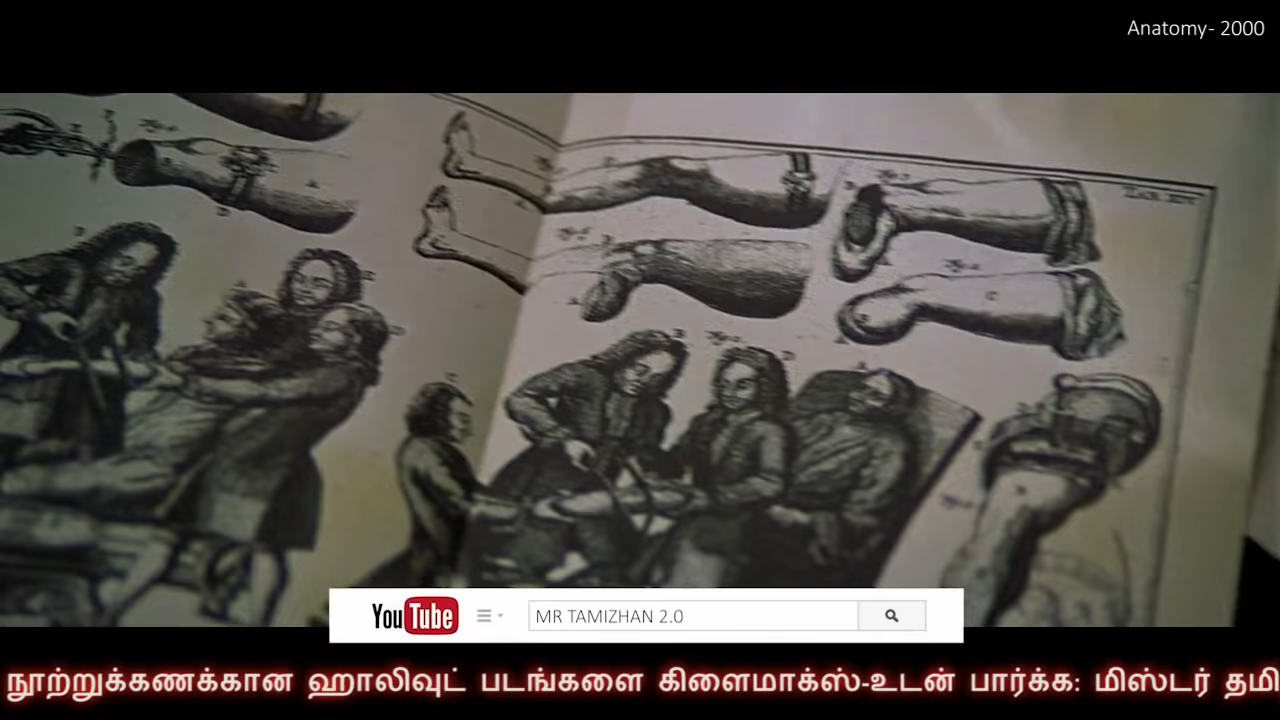 Anatomy- 2000
YouTube
MR TAMIZHAN 2.0
நூற்றுக்கணக்கான ஹாலிவுட் படங்களை கிளைமாக்ஸ்-உடன் பார்க்க: மிஸ்டர் தமி